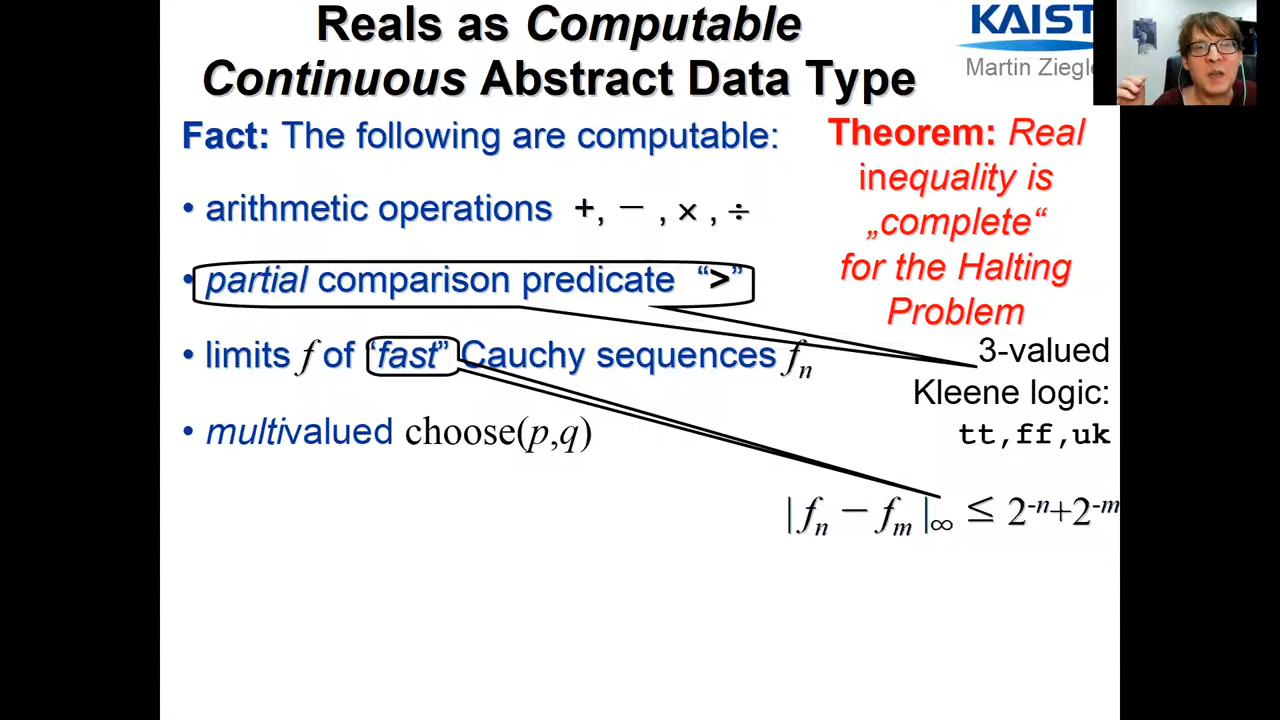 Reals as Computable
Continuous Abstract Data Type
KAIST
Martin Ziegle
Fact: The following are computable:
• arithmetic operations +, − , × , ÷
• partial comparison predicate “>”
• limits f of “fast” Cauchy sequences fₙ
• multivalued choose(p,q)
Theorem: Real
inequality is
„complete“
for the Halting
Problem
3-valued
Kleene logic:
tt,ff,uk
| fₙ − fₘ |∞ ≤ 2⁻ⁿ+2⁻ᵐ